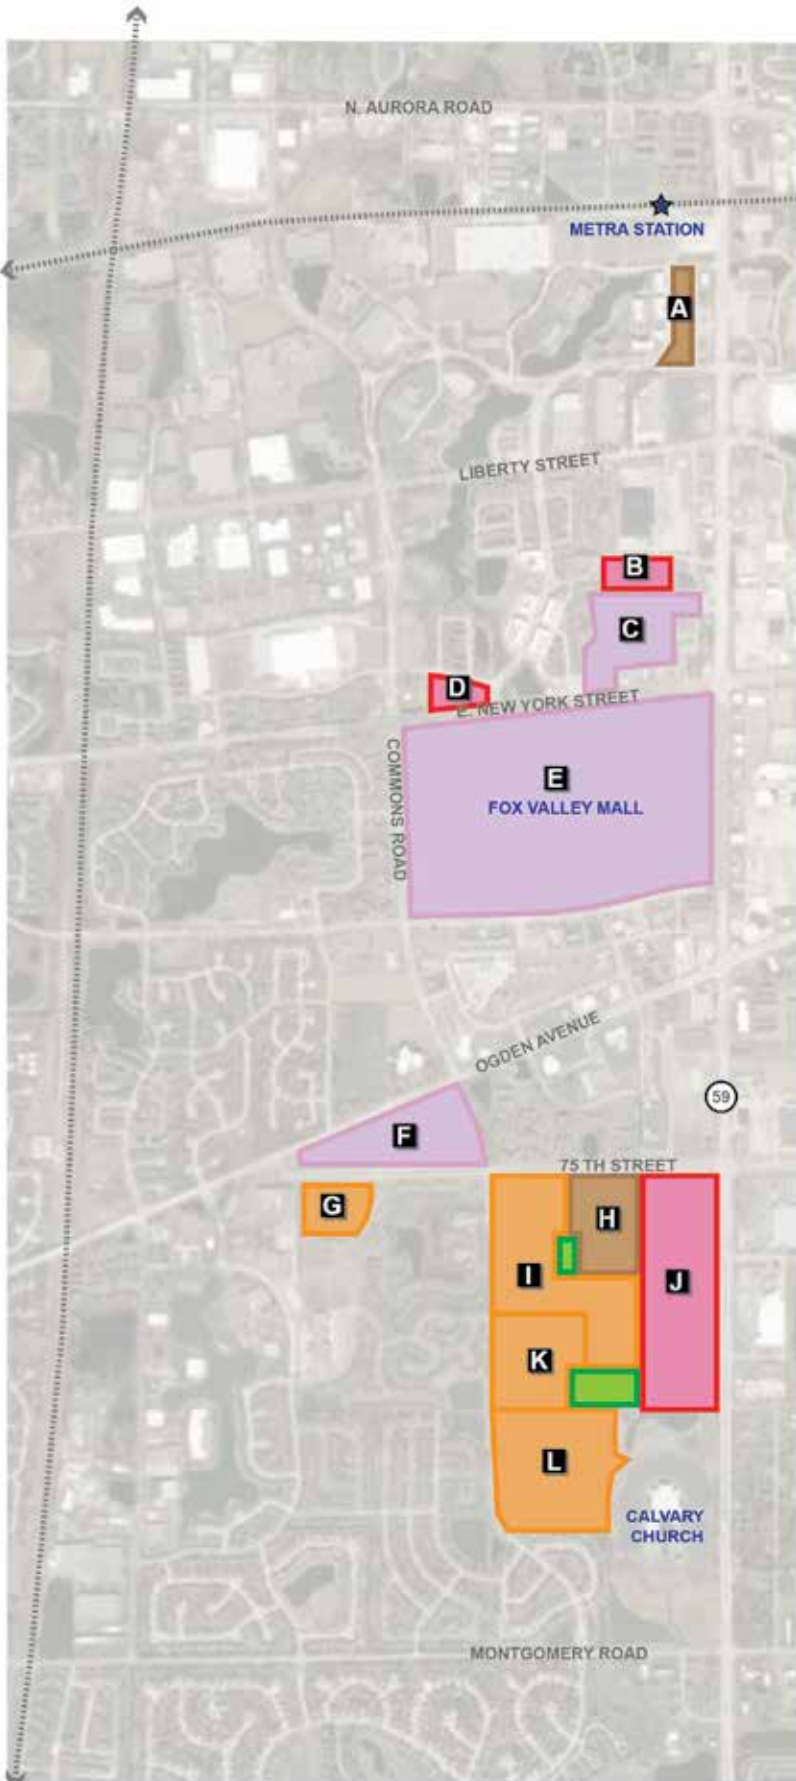 N. AURORA ROAD
METRA STATION
A
LIBERTY STREET
B
C
D
E. NEW YORK STREET
COMMONS ROAD
E
FOX VALLEY MALL
OGDEN AVENUE
59
F
75 TH STREET
G
H
I
J
K
L
CALVARY
CHURCH
MONTGOMERY ROAD